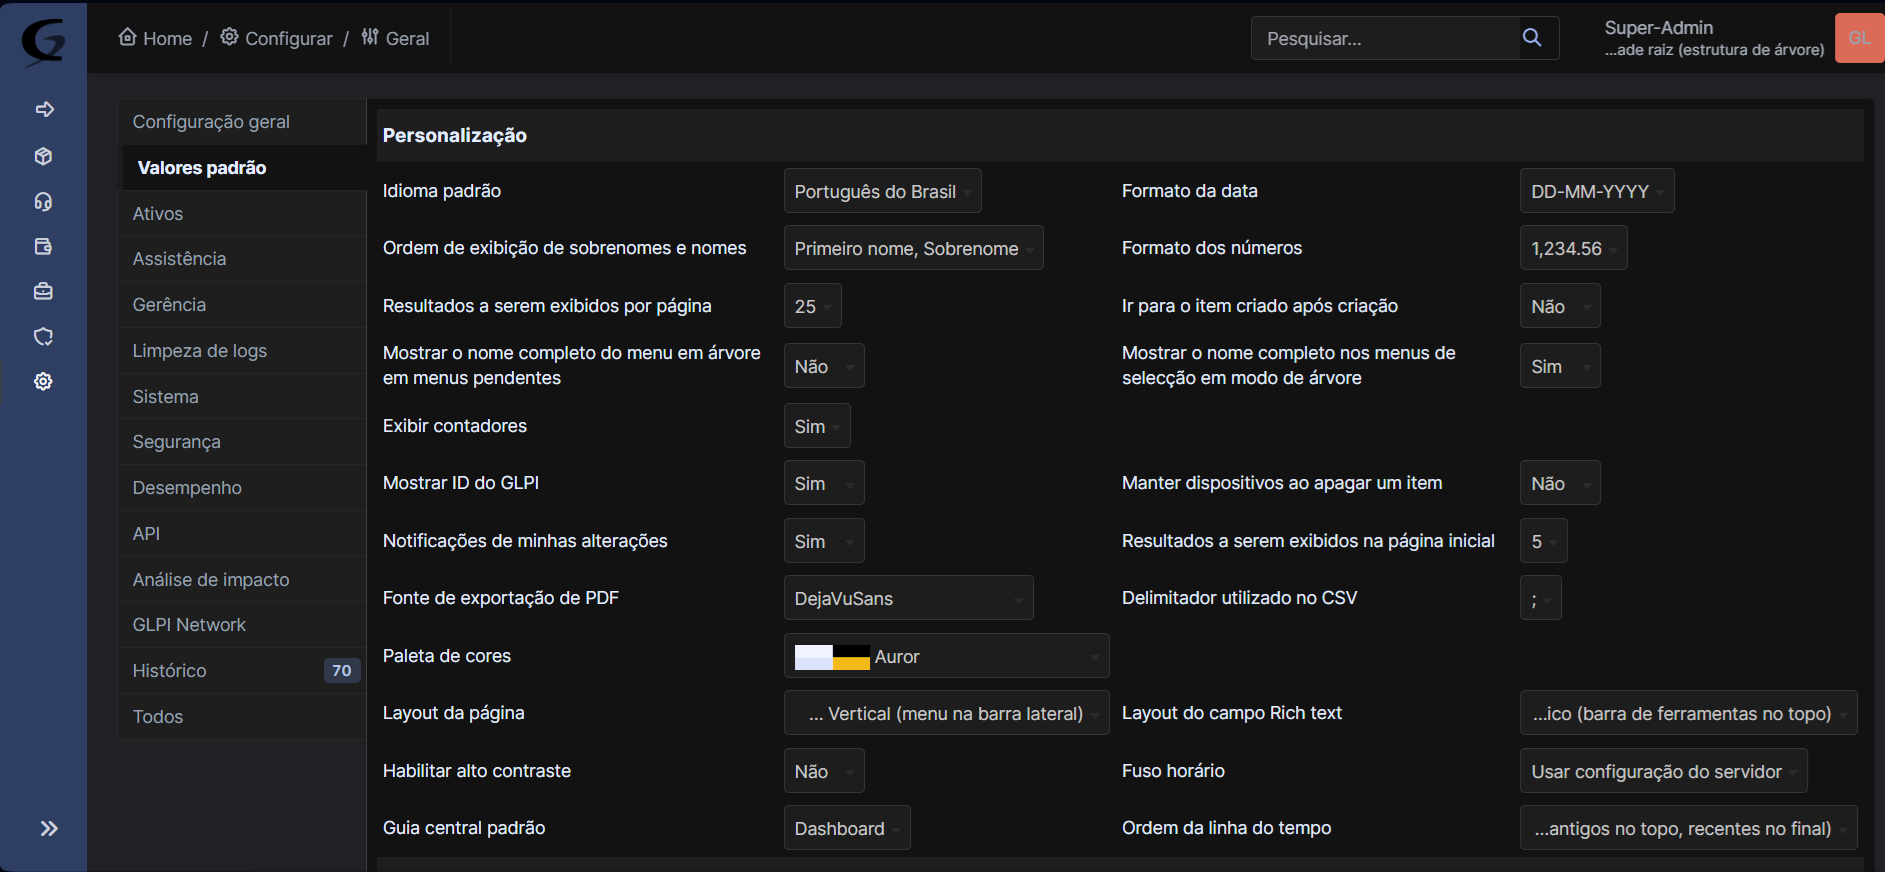 Home / Configurar / Geral
Pesquisar...
Super-Admin
...ade raiz (estrutura de árvore)
GL
Configuração geral
Valores padrão
Ativos
Assistência
Gerência
Limpeza de logs
Sistema
Segurança
Desempenho
API
Análise de impacto
GLPI Network
Histórico 70
Todos
Personalização
Idioma padrão Português do Brasil Formato da data DD-MM-YYYY
Ordem de exibição de sobrenomes e nomes Primeiro nome, Sobrenome Formato dos números 1,234.56
Resultados a serem exibidos por página 25 Ir para o item criado após criação Não
Mostrar o nome completo do menu em árvore
em menus pendentes Não
Mostrar o nome completo nos menus de
selecção em modo de árvore Sim
Exibir contadores Sim
Mostrar ID do GLPI Sim Manter dispositivos ao apagar um item Não
Notificações de minhas alterações Sim Resultados a serem exibidos na página inicial 5
Fonte de exportação de PDF DejaVuSans Delimitador utilizado no CSV ;
Paleta de cores Auror
Layout da página ... Vertical (menu na barra lateral) Layout do campo Rich text ...ico (barra de ferramentas no topo)
Habilitar alto contraste Não Fuso horário Usar configuração do servidor
Guia central padrão Dashboard Ordem da linha do tempo ...antigos no topo, recentes no final)